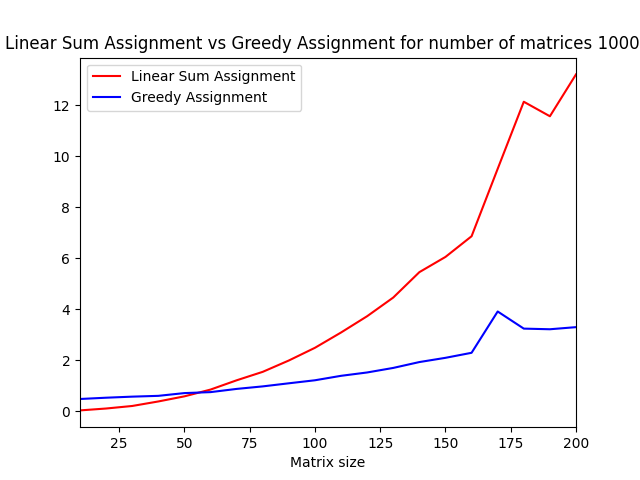 Linear Sum Assignment vs Greedy Assignment for number of matrices 1000
Linear Sum Assignment
Greedy Assignment
12
10
8
6
4
2
0
25 50 75 100 125 150 175 200
Matrix size